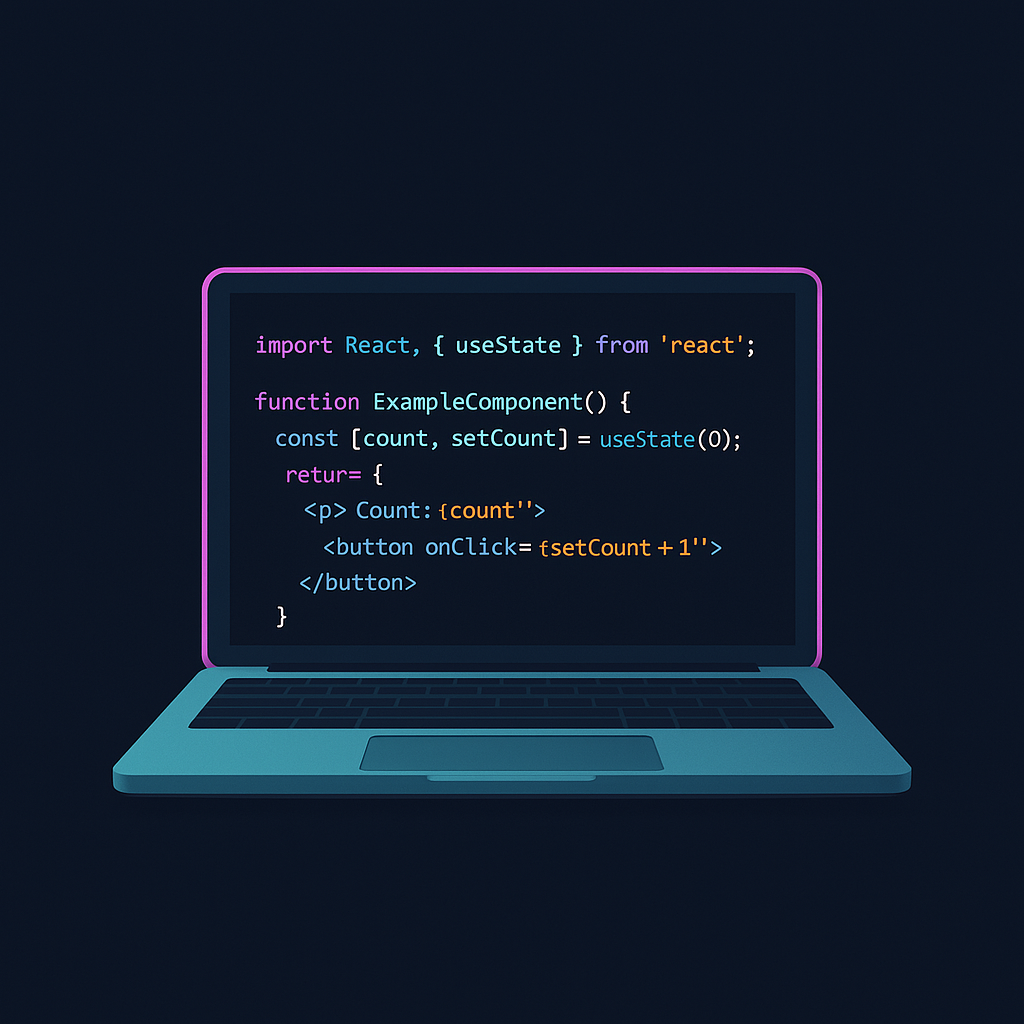 import React, { useState } from 'react';
function ExampleComponent() {
const [count, setCount] = useState(0);
retur= {
<p> Count: {count''>
<button onClick= {setCount + 1''>
</button>
}